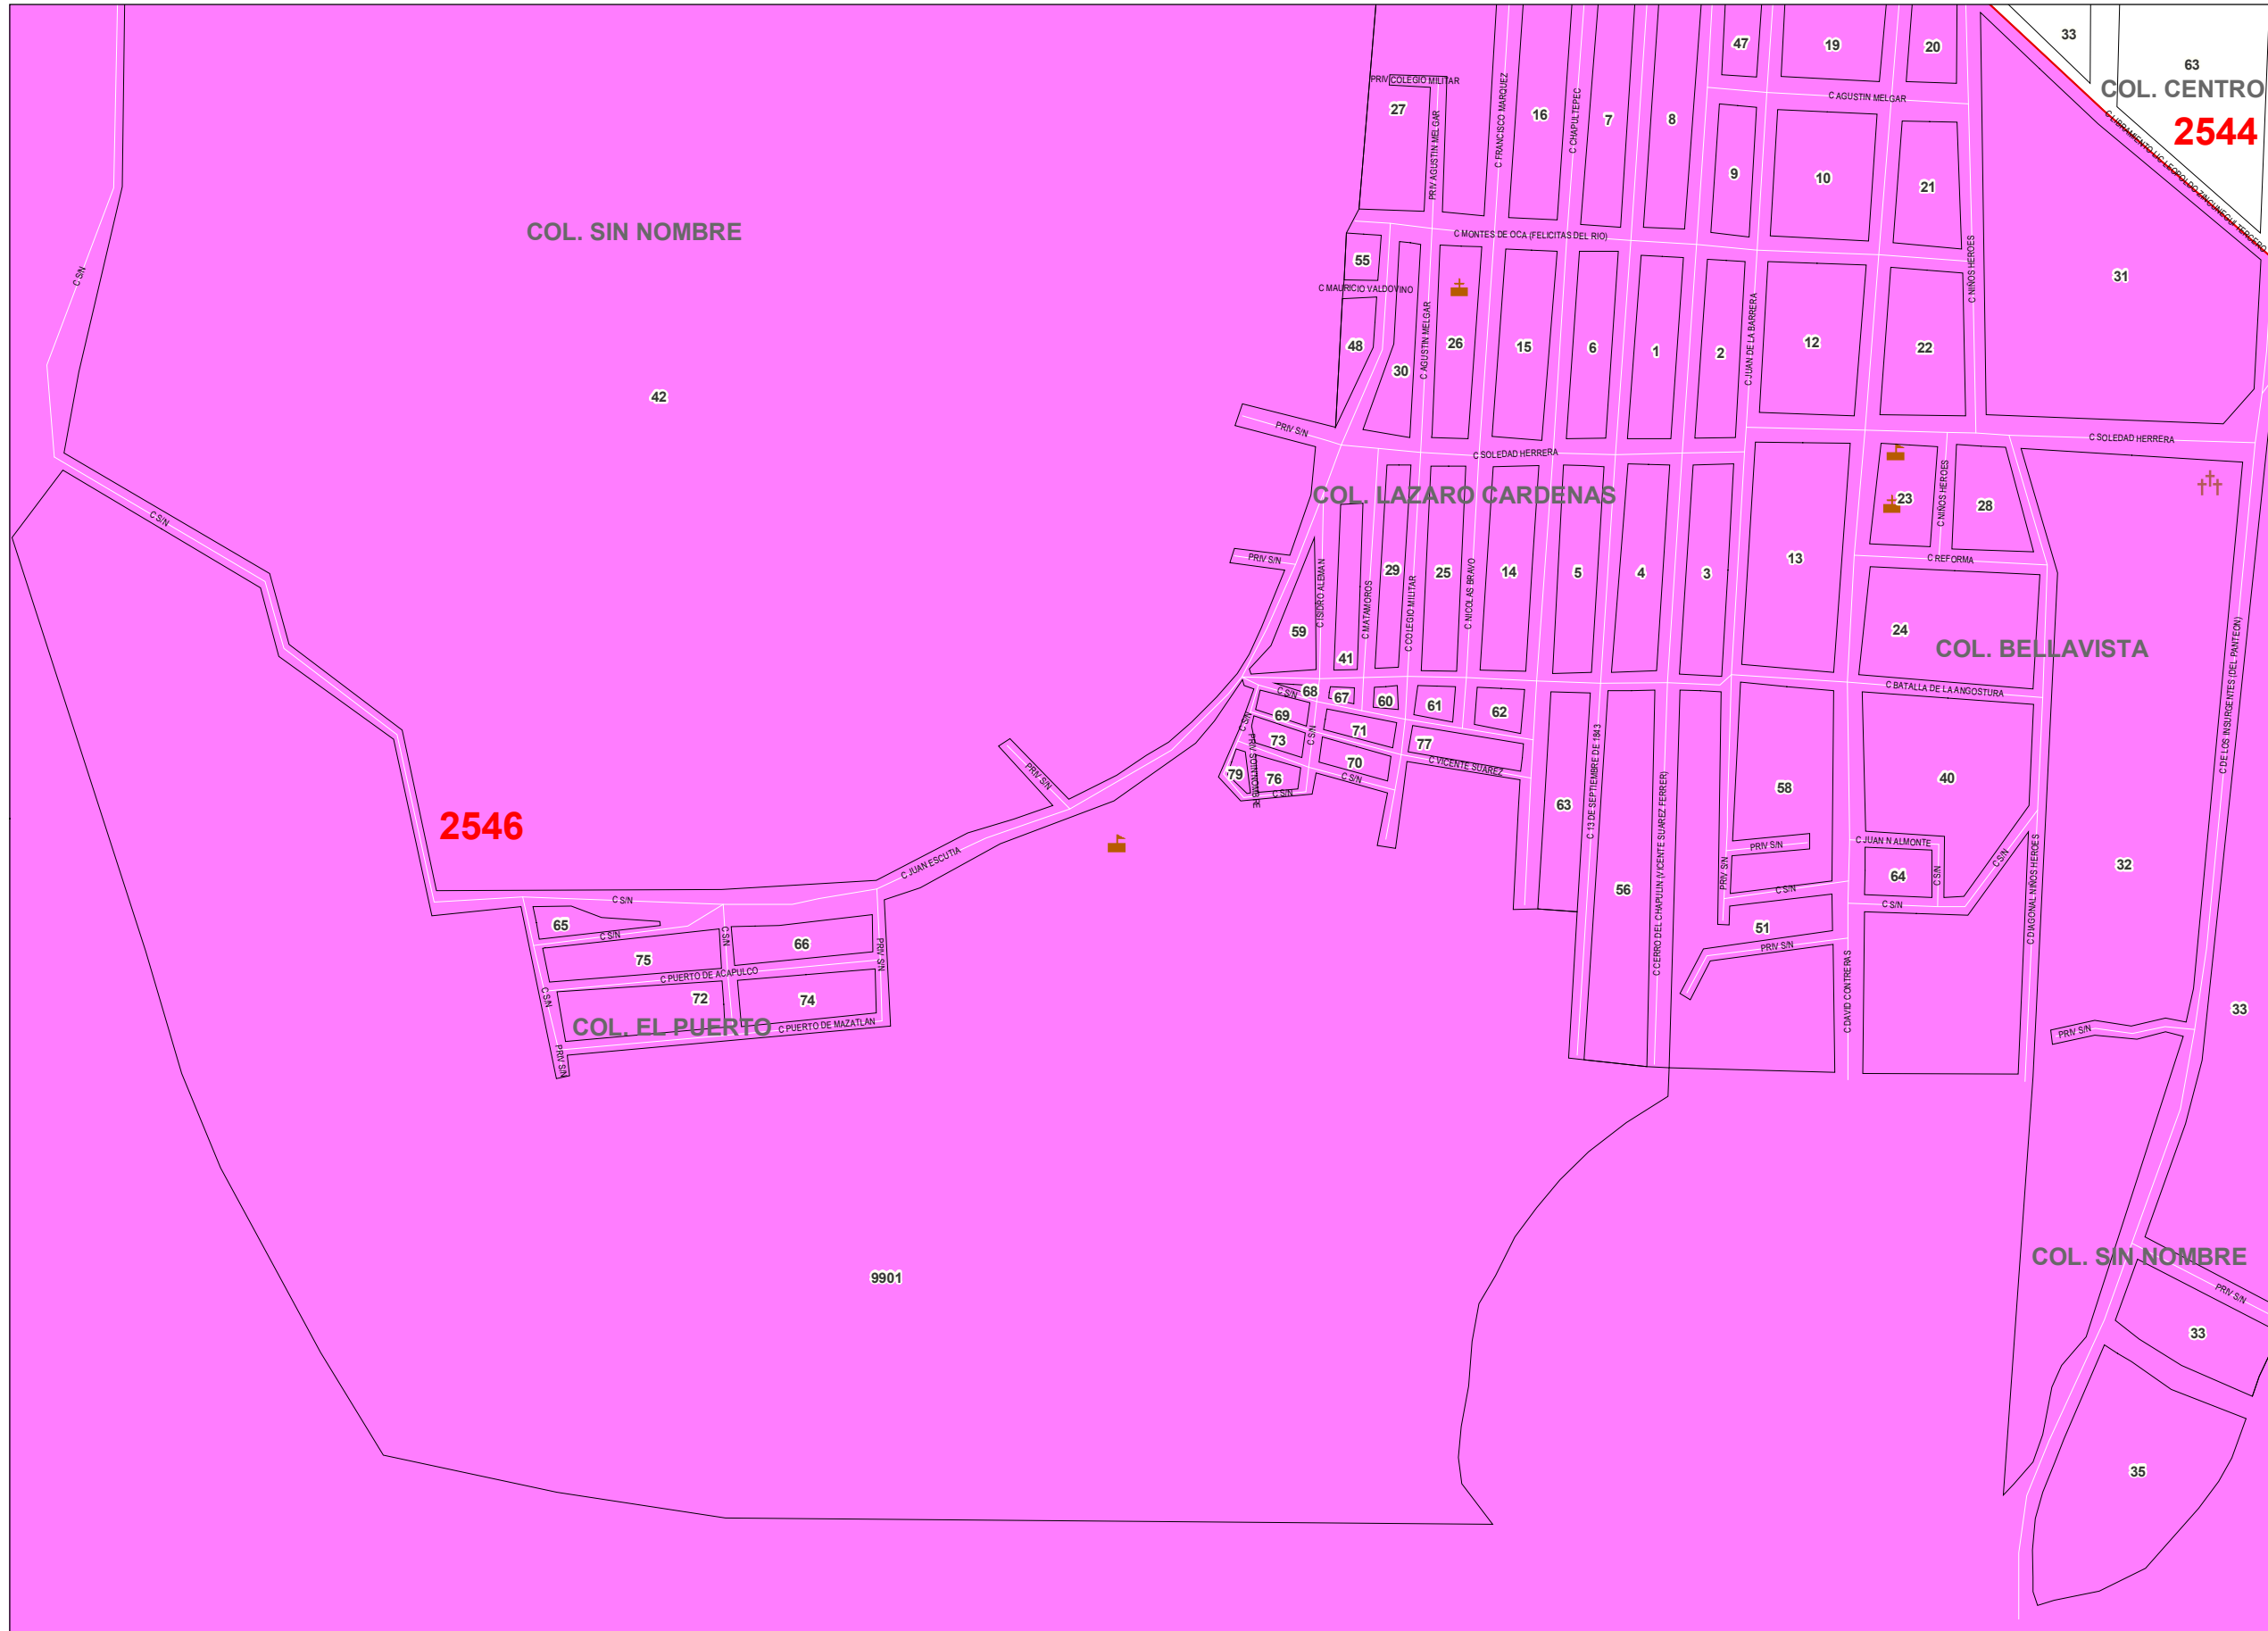 47
19
20
33
63
COL. CENTRO
2544
C LIBRAMIENTO LIC LEOPOLDO
PRIV COLEGIO MILITAR
27
PRIV AGUSTIN MELGAR
C FRANCISCO MARQUEZ
16
C CHAPULTEPEC
7
8
C AGUSTIN MELGAR
9
10
21
C S/N
COL. SIN NOMBRE
C MONTES DE OCA (FELICITAS DEL RIO)
C NIÑOS HEROES
31
55
C MAURICIO VALDOVINO
48
30
C AGUSTIN MELGAR
26
15
6
1
2
C JUAN DE LA BARRERA
12
22
42
PRIV S/N
C SOLEDAD HERRERA
C SOLEDAD HERRERA
COL. LAZARO CARDENAS
23
C NIÑOS HEROES
28
C S/N
PRIV S/N
C ISIDRO ALEMAN
C MATAMOROS
29
C COLEGIO MILITAR
25
C NICOLAS BRAVO
14
5
4
3
13
C REFORMA
59
41
24
COL. BELLAVISTA
C DE LOS INSURGENTES (DEL PANTEON)
C BATALLA DE LA ANGOSTURA
C S/N
68
67
60
61
62
69
C S/N
C S/N
71
73
77
PRIV SIN NOMBRE
70
C VICENTE SUAREZ
79
76
C S/N
C S/N
PRIV S/N
63
C 13 DE SEPTIEMBRE DE 1843
C CERRO DEL CHAPULIN (VICENTE SUAREZ FERRER)
58
40
2546
C JUAN ESCUTIA
PRIV S/N
C JUAN N ALMONTE
C S/N
C DIAGONAL NIÑOS HEROES
32
56
PRIV S/N
C S/N
64
C S/N
C S/N
C S/N
65
C S/N
C S/N
66
PRIV S/N
51
PRIV S/N
75
C PUERTO DE ACAPULCO
C S/N
72
74
COL. EL PUERTO
C PUERTO DE MAZATLAN
PRIV S/N
C DAVID CONTRERAS
33
PRIV S/N
9901
COL. SIN NOMBRE
PRIV S/N
33
35